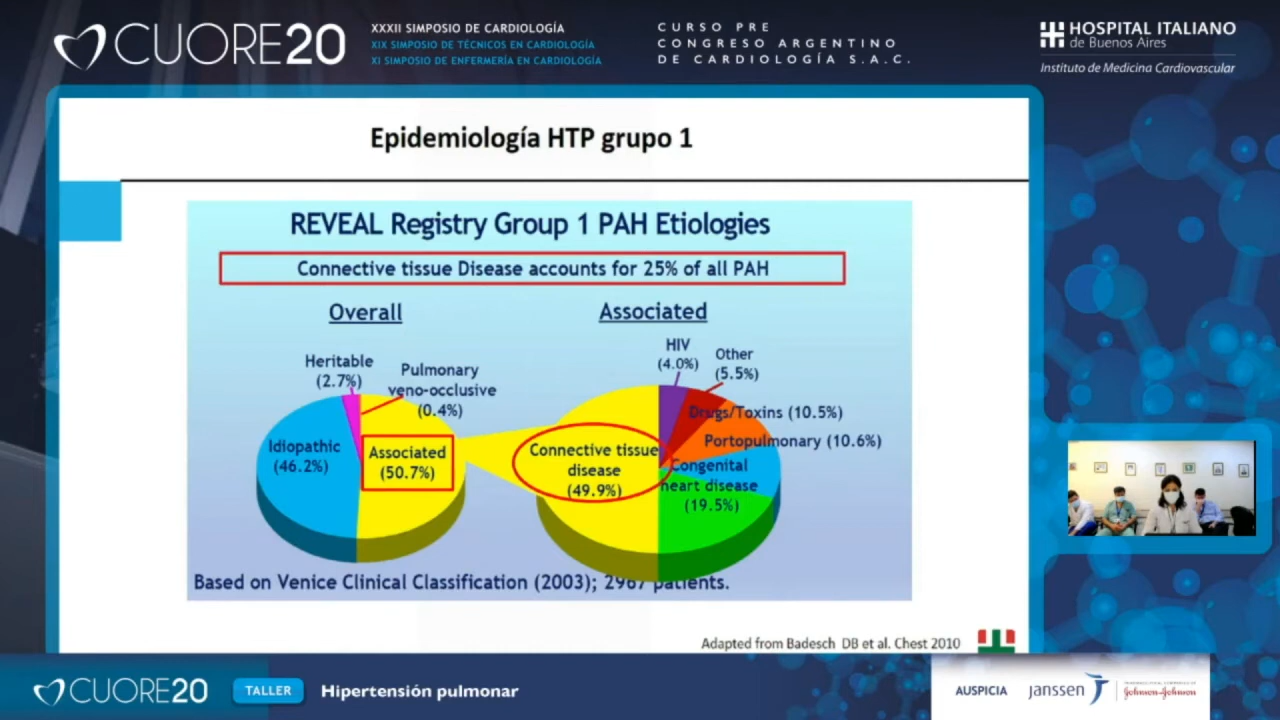 CUORE20
XXXII SIMPOSIO DE CARDIOLOGÍA
XIX SIMPOSIO DE TÉCNICOS EN CARDIOLOGÍA
XI SIMPOSIO DE ENFERMERÍA EN CARDIOLOGÍA
CURSO PRE
CONGRESO ARGENTINO
DE CARDIOLOGÍA S.A.C.
HOSPITAL ITALIANO
de Buenos Aires
Instituto de Medicina Cardiovascular
Epidemiología HTP grupo 1
REVEAL Registry Group 1 PAH Etiologies
Connective tissue Disease accounts for 25% of all PAH
Overall
Associated
Heritable
(2.7%)
Pulmonary
veno-occlusive
(0.4%)
Idiopathic
(46.2%)
Associated
(50.7%)
HIV
(4.0%)
Other
(5.5%)
Drugs/Toxins (10.5%)
Portopulmonary (10.6%)
Connective tissue
disease
(49.9%)
Congenital
heart disease
(19.5%)
Based on Venice Clinical Classification (2003); 2967 patients.
Adapted from Badesch DB et al. Chest 2010
CUORE20
TALLER
Hipertensión pulmonar
AUSPICIA
janssen
Johnson-Johnson